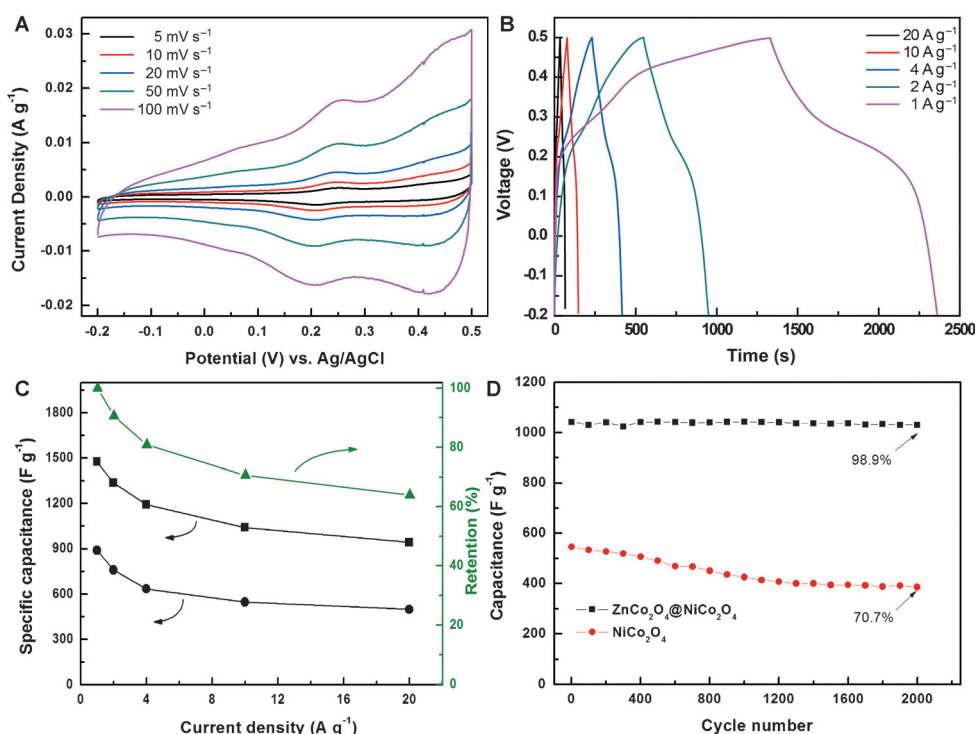 A
5 mV s⁻¹
10 mV s⁻¹
20 mV s⁻¹
50 mV s⁻¹
100 mV s⁻¹
0.03
0.02
0.01
0.00
-0.01
-0.02
Current Density (A g⁻¹)
-0.2 -0.1 0.0 0.1 0.2 0.3 0.4 0.5
Potential (V) vs. Ag/AgCl
B
20 A g⁻¹
10 A g⁻¹
4 A g⁻¹
2 A g⁻¹
1 A g⁻¹
0.5
0.4
0.3
0.2
0.1
0.0
-0.1
-0.2
Voltage (V)
0 500 1000 1500 2000 2500
Time (s)
C
1800
1500
1200
900
600
300
0
Specific capacitance (F g⁻¹)
100
80
60
40
20
0
Retention (%)
0 4 8 12 16 20
Current density (A g⁻¹)
D
1200
1000
800
600
400
200
0
Capacitance (F g⁻¹)
98.9%
70.7%
ZnCo₂O₄@NiCo₂O₄
NiCo₂O₄
0 400 800 1200 1600 2000
Cycle number